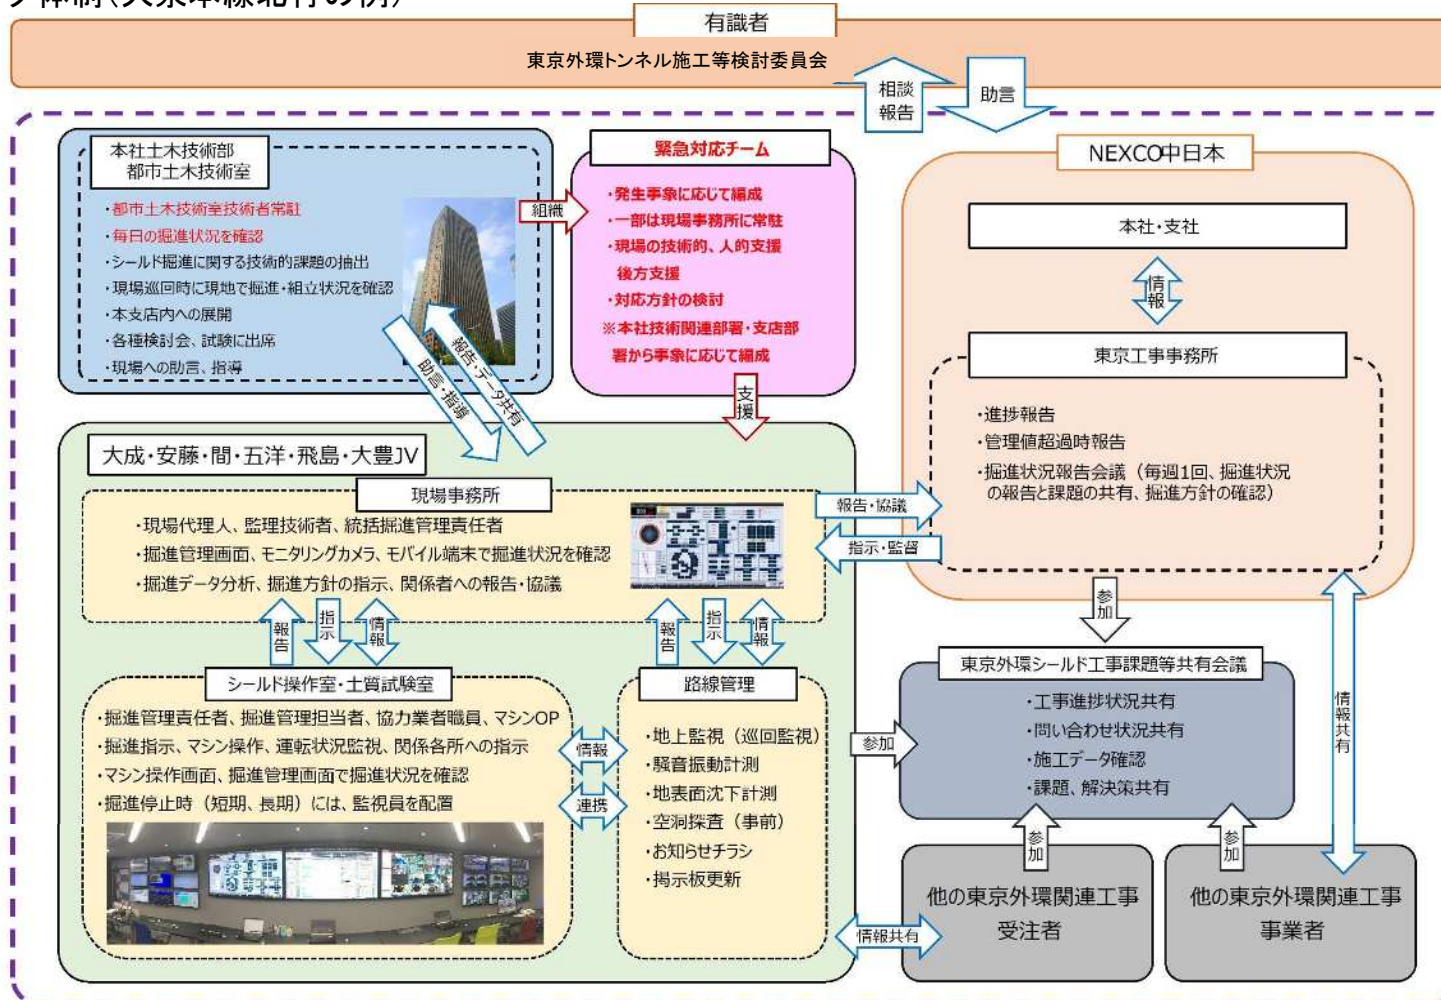 有識者
東京外環トンネル施工等検討委員会
相談
報告
助言
本社土木技術部
都市土木技術室
・都市土木技術室技術者常駐
・毎日の掘進状況を確認
・シールド掘進に関する技術的課題の抽出
・現場巡回時に現地で掘進・組立状況を確認
・本支店内への展開
・各種検討会、試験に出席
・現場への助言、指導
組織
緊急対応チーム
・発生事象に応じて編成
・一部は現場事務所に常駐
・現場の技術的、人的支援
後方支援
・対応方針の検討
※本社技術関連部署・支店部
署から事象に応じて編成
NEXCO中日本
本社・支社
情報
東京工事事務所
・進捗報告
・管理値超過時報告
・掘進状況報告会議（毎週1回、掘進状況
の報告と課題の共有、掘進方針の確認）
報告・データ共有
助言・指導
支援
大成・安藤・間・五洋・飛島・大豊JV
現場事務所
・現場代理人、監理技術者、統括掘進管理責任者
・掘進管理画面、モニタリングカメラ、モバイル端末で掘進状況を確認
・掘進データ分析、掘進方針の指示、関係者への報告・協議
報告・協議
指示・監督
報告
指示
情報
報告
指示
情報
参加
シールド操作室・土質試験室
・掘進管理責任者、掘進管理担当者、協力業者職員、マシンOP
・掘進指示、マシン操作、運転状況監視、関係各所への指示
・マシン操作画面、掘進管理画面で掘進状況を確認
・掘進停止時（短期、長期）には、監視員を配置
情報
連携
路線管理
・地上監視（巡回監視）
・騒音振動計測
・地表面沈下計測
・空洞探査（事前）
・お知らせチラシ
・掲示板更新
参加
東京外環シールド工事課題等共有会議
・工事進捗状況共有
・問い合わせ状況共有
・施工データ確認
・課題、解決策共有
情報共有
参加
参加
他の東京外環関連工事
受注者
他の東京外環関連工事
事業者
情報共有